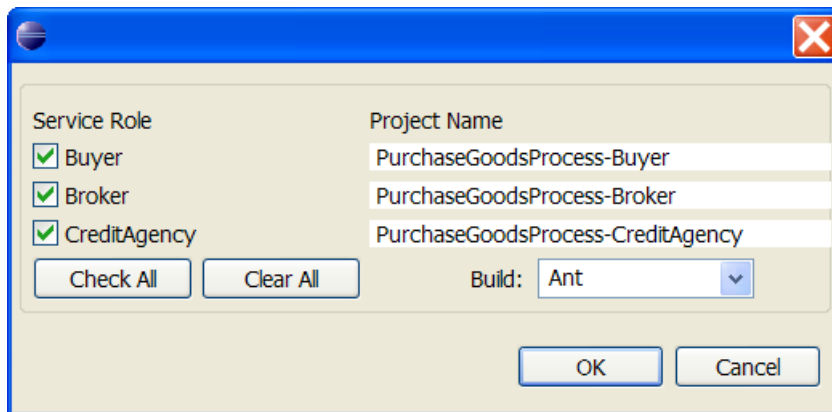 Service Role Project Name
Buyer PurchaseGoodsProcess-Buyer
Broker PurchaseGoodsProcess-Broker
CreditAgency PurchaseGoodsProcess-CreditAgency
Check All Clear All Build: Ant
OK Cancel